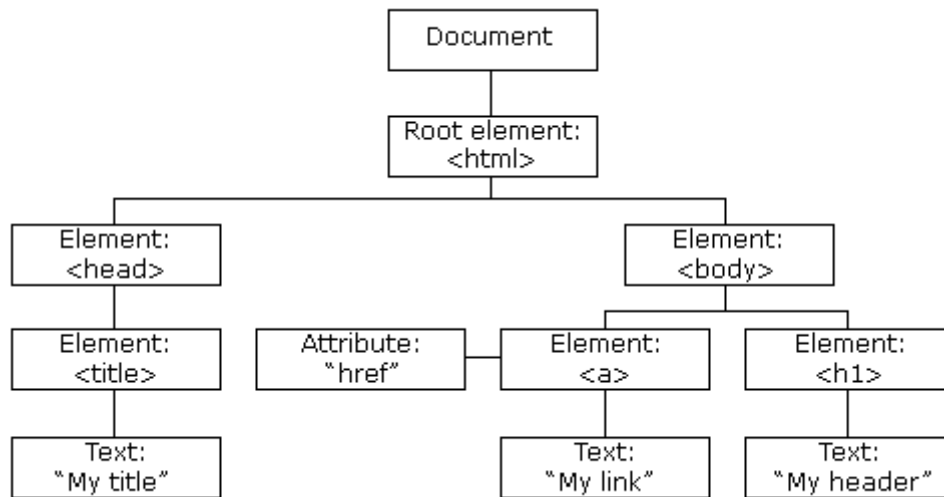 Document
Root element:
<html>
Element:
<head>
Element:
<body>
Element:
<title>
Attribute:
“href”
Element:
<a>
Element:
<h1>
Text:
“My title”
Text:
“My link”
Text:
“My header”